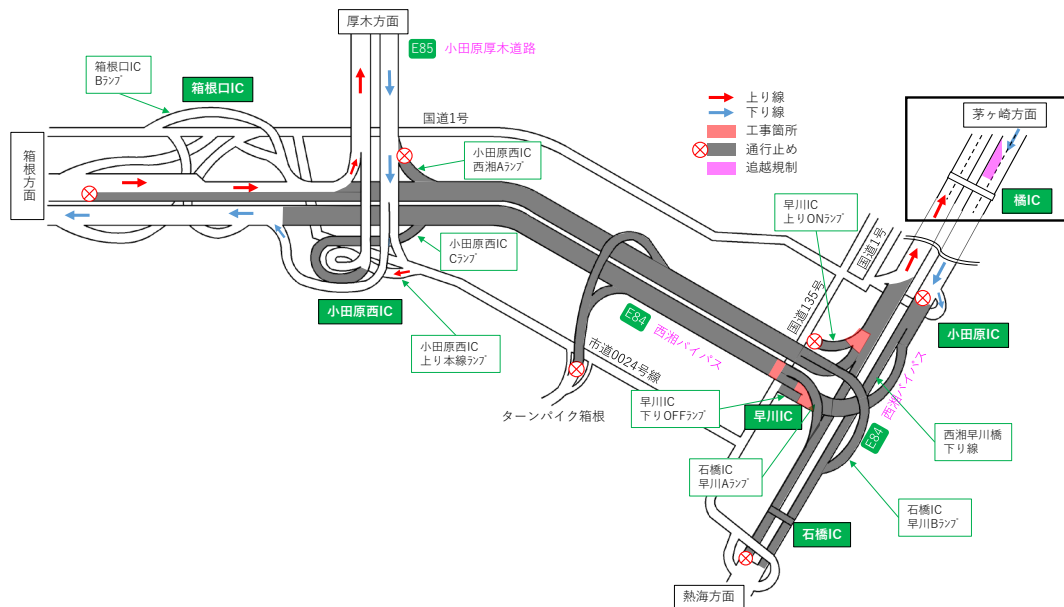 厚木方面
E85 小田原厚木道路
箱根口IC
Bﾗﾝﾌﾟ
箱根口IC
国道1号
上り線
下り線
工事箇所
通行止め
追越規制
茅ヶ崎方面
橘IC
箱根方面
小田原西IC
西湘Aﾗﾝﾌﾟ
早川IC
上りONﾗﾝﾌﾟ
国道1号
小田原西IC
Cﾗﾝﾌﾟ
国道135号
小田原西IC
小田原IC
E84 西湘バイパス
小田原西IC
上り本線ﾗﾝﾌﾟ
市道0024号線
西湘バイパス
E84
ターンパイク箱根
早川IC
下りOFFﾗﾝﾌﾟ
早川IC
西湘早川橋
下り線
石橋IC
早川Aﾗﾝﾌﾟ
石橋IC
早川Bﾗﾝﾌﾟ
石橋IC
熱海方面